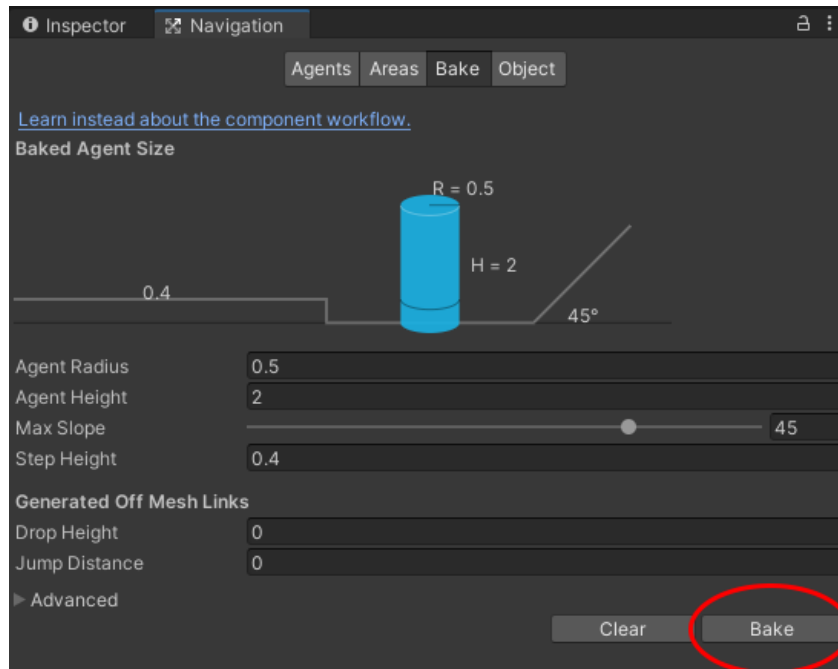 Inspector Navigation
Agents Areas Bake Object
Learn instead about the component workflow.
Baked Agent Size
R = 0.5
H = 2
0.4
45°
Agent Radius 0.5
Agent Height 2
Max Slope 45
Step Height 0.4
Generated Off Mesh Links
Drop Height 0
Jump Distance 0
Advanced
Clear Bake